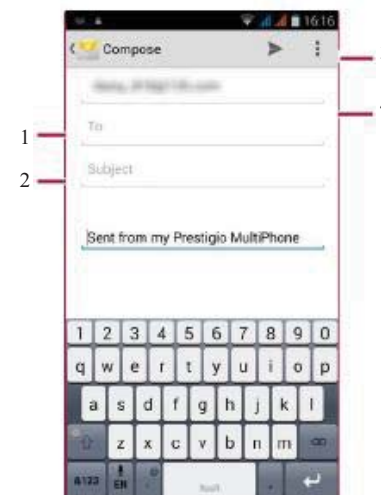 16:16
Compose
1
To
2
Subject
Sent from my Prestigio MultiPhone
1 2 3 4 5 6 7 8 9 0
q w e r t y u i o p
a s d f g h j k l
z x c v b n m
&123 EN